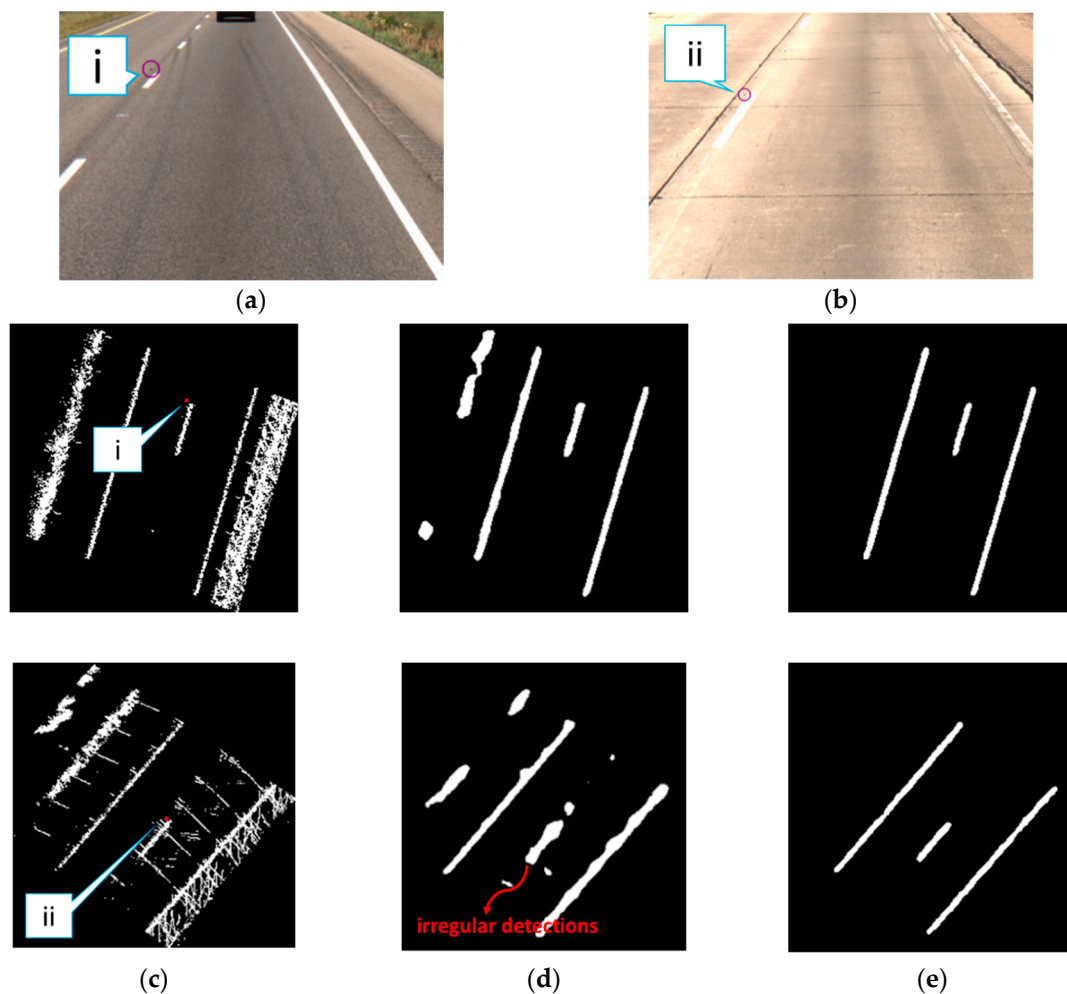 i
ii
(a)
(b)
i
ii
irregular detections
(c)
(d)
(e)